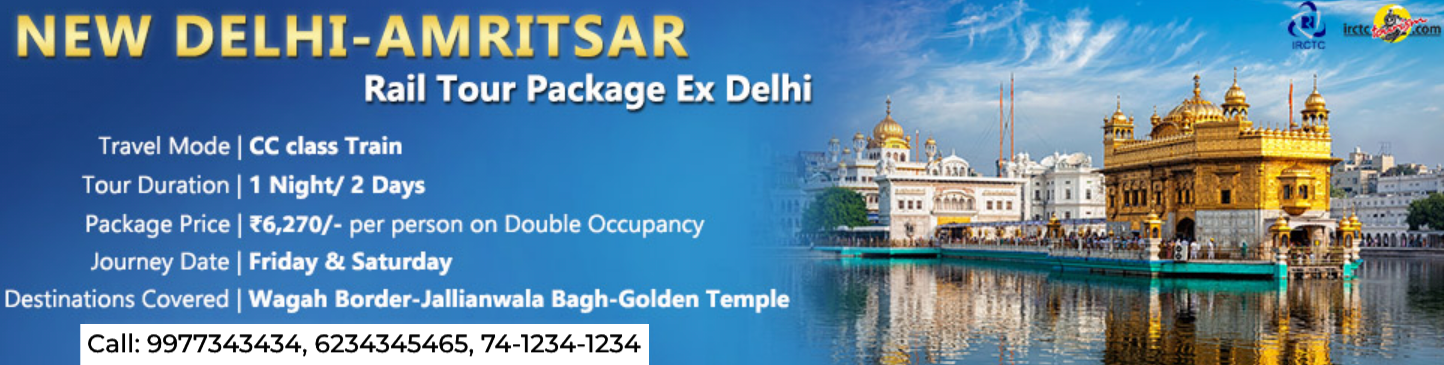 NEW DELHI-AMRITSAR
Rail Tour Package Ex Delhi
IRCTC
irctc tourism .com
Travel Mode | CC class Train
Tour Duration | 1 Night/ 2 Days
Package Price | ₹6,270/- per person on Double Occupancy
Journey Date | Friday & Saturday
Destinations Covered | Wagah Border-Jallianwala Bagh-Golden Temple
Call: 9977343434, 6234345465, 74-1234-1234